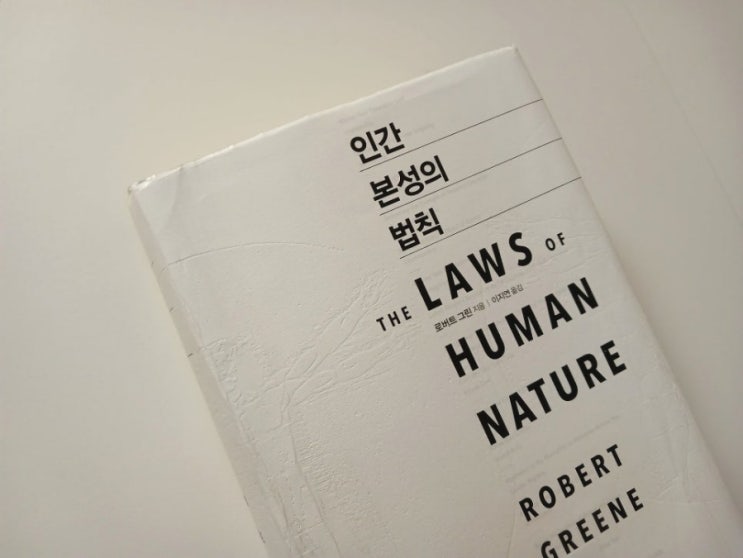 인간
본성의
법칙
THE LAWS OF
로버트 그린 지음 | 이지연 옮김
HUMAN
NATURE
ROBERT
GREENE